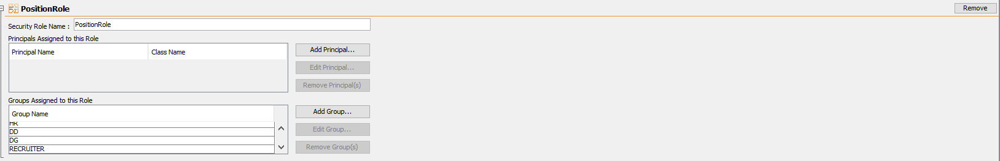 PositionRole
Remove
Security Role Name :
PositionRole
Principals Assigned to this Role
Principal Name
Class Name
Add Principal...
Edit Principal...
Remove Principal(s)
Groups Assigned to this Role
Group Name
HR
DD
DG
RECRUITER
Add Group...
Edit Group...
Remove Group(s)